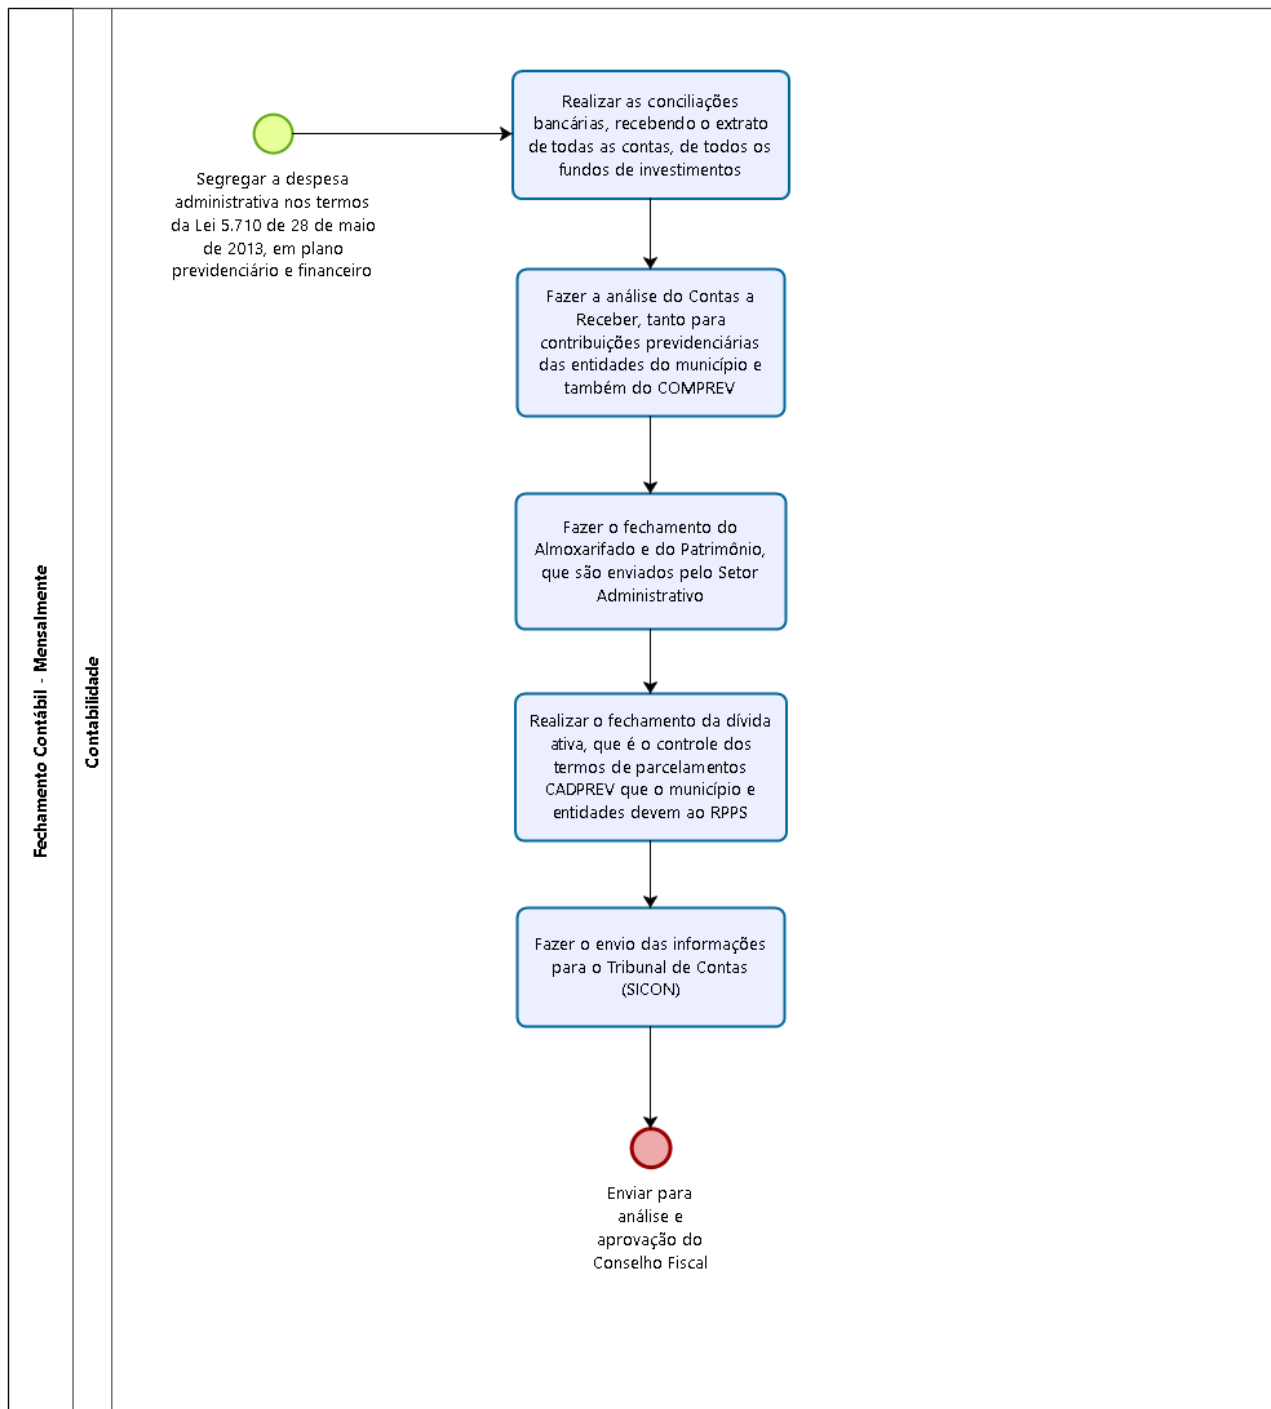 Fechamento Contábil - Mensalmente
Contabilidade
Segregar a despesa
administrativa nos termos
da Lei 5.710 de 28 de maio
de 2013, em plano
previdenciário e financeiro
Realizar as conciliações
bancárias, recebendo o extrato
de todas as contas, de todos os
fundos de investimentos
Fazer a análise do Contas a
Receber, tanto para
contribuições previdenciárias
das entidades do município e
também do COMPREV
Fazer o fechamento do
Almoxarifado e do Patrimônio,
que são enviados pelo Setor
Administrativo
Realizar o fechamento da dívida
ativa, que é o controle dos
termos de parcelamentos
CADPREV que o município e
entidades devem ao RPPS
Fazer o envio das informações
para o Tribunal de Contas
(SICON)
Enviar para
análise e
aprovação do
Conselho Fiscal